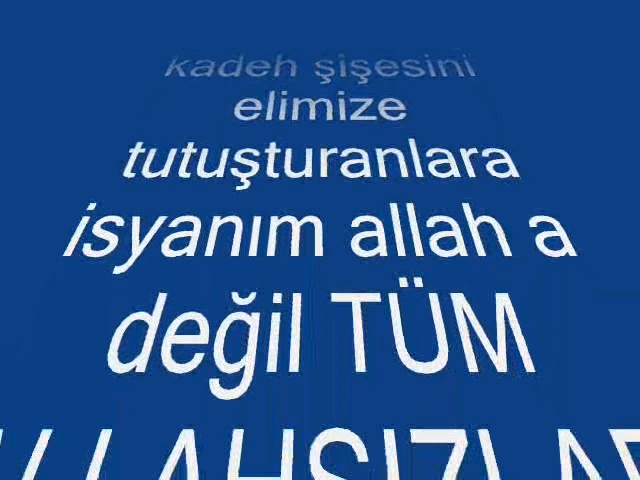 kadeh şişesini
elimize
tutuşturanlara
isyanım allah a
değil TÜM